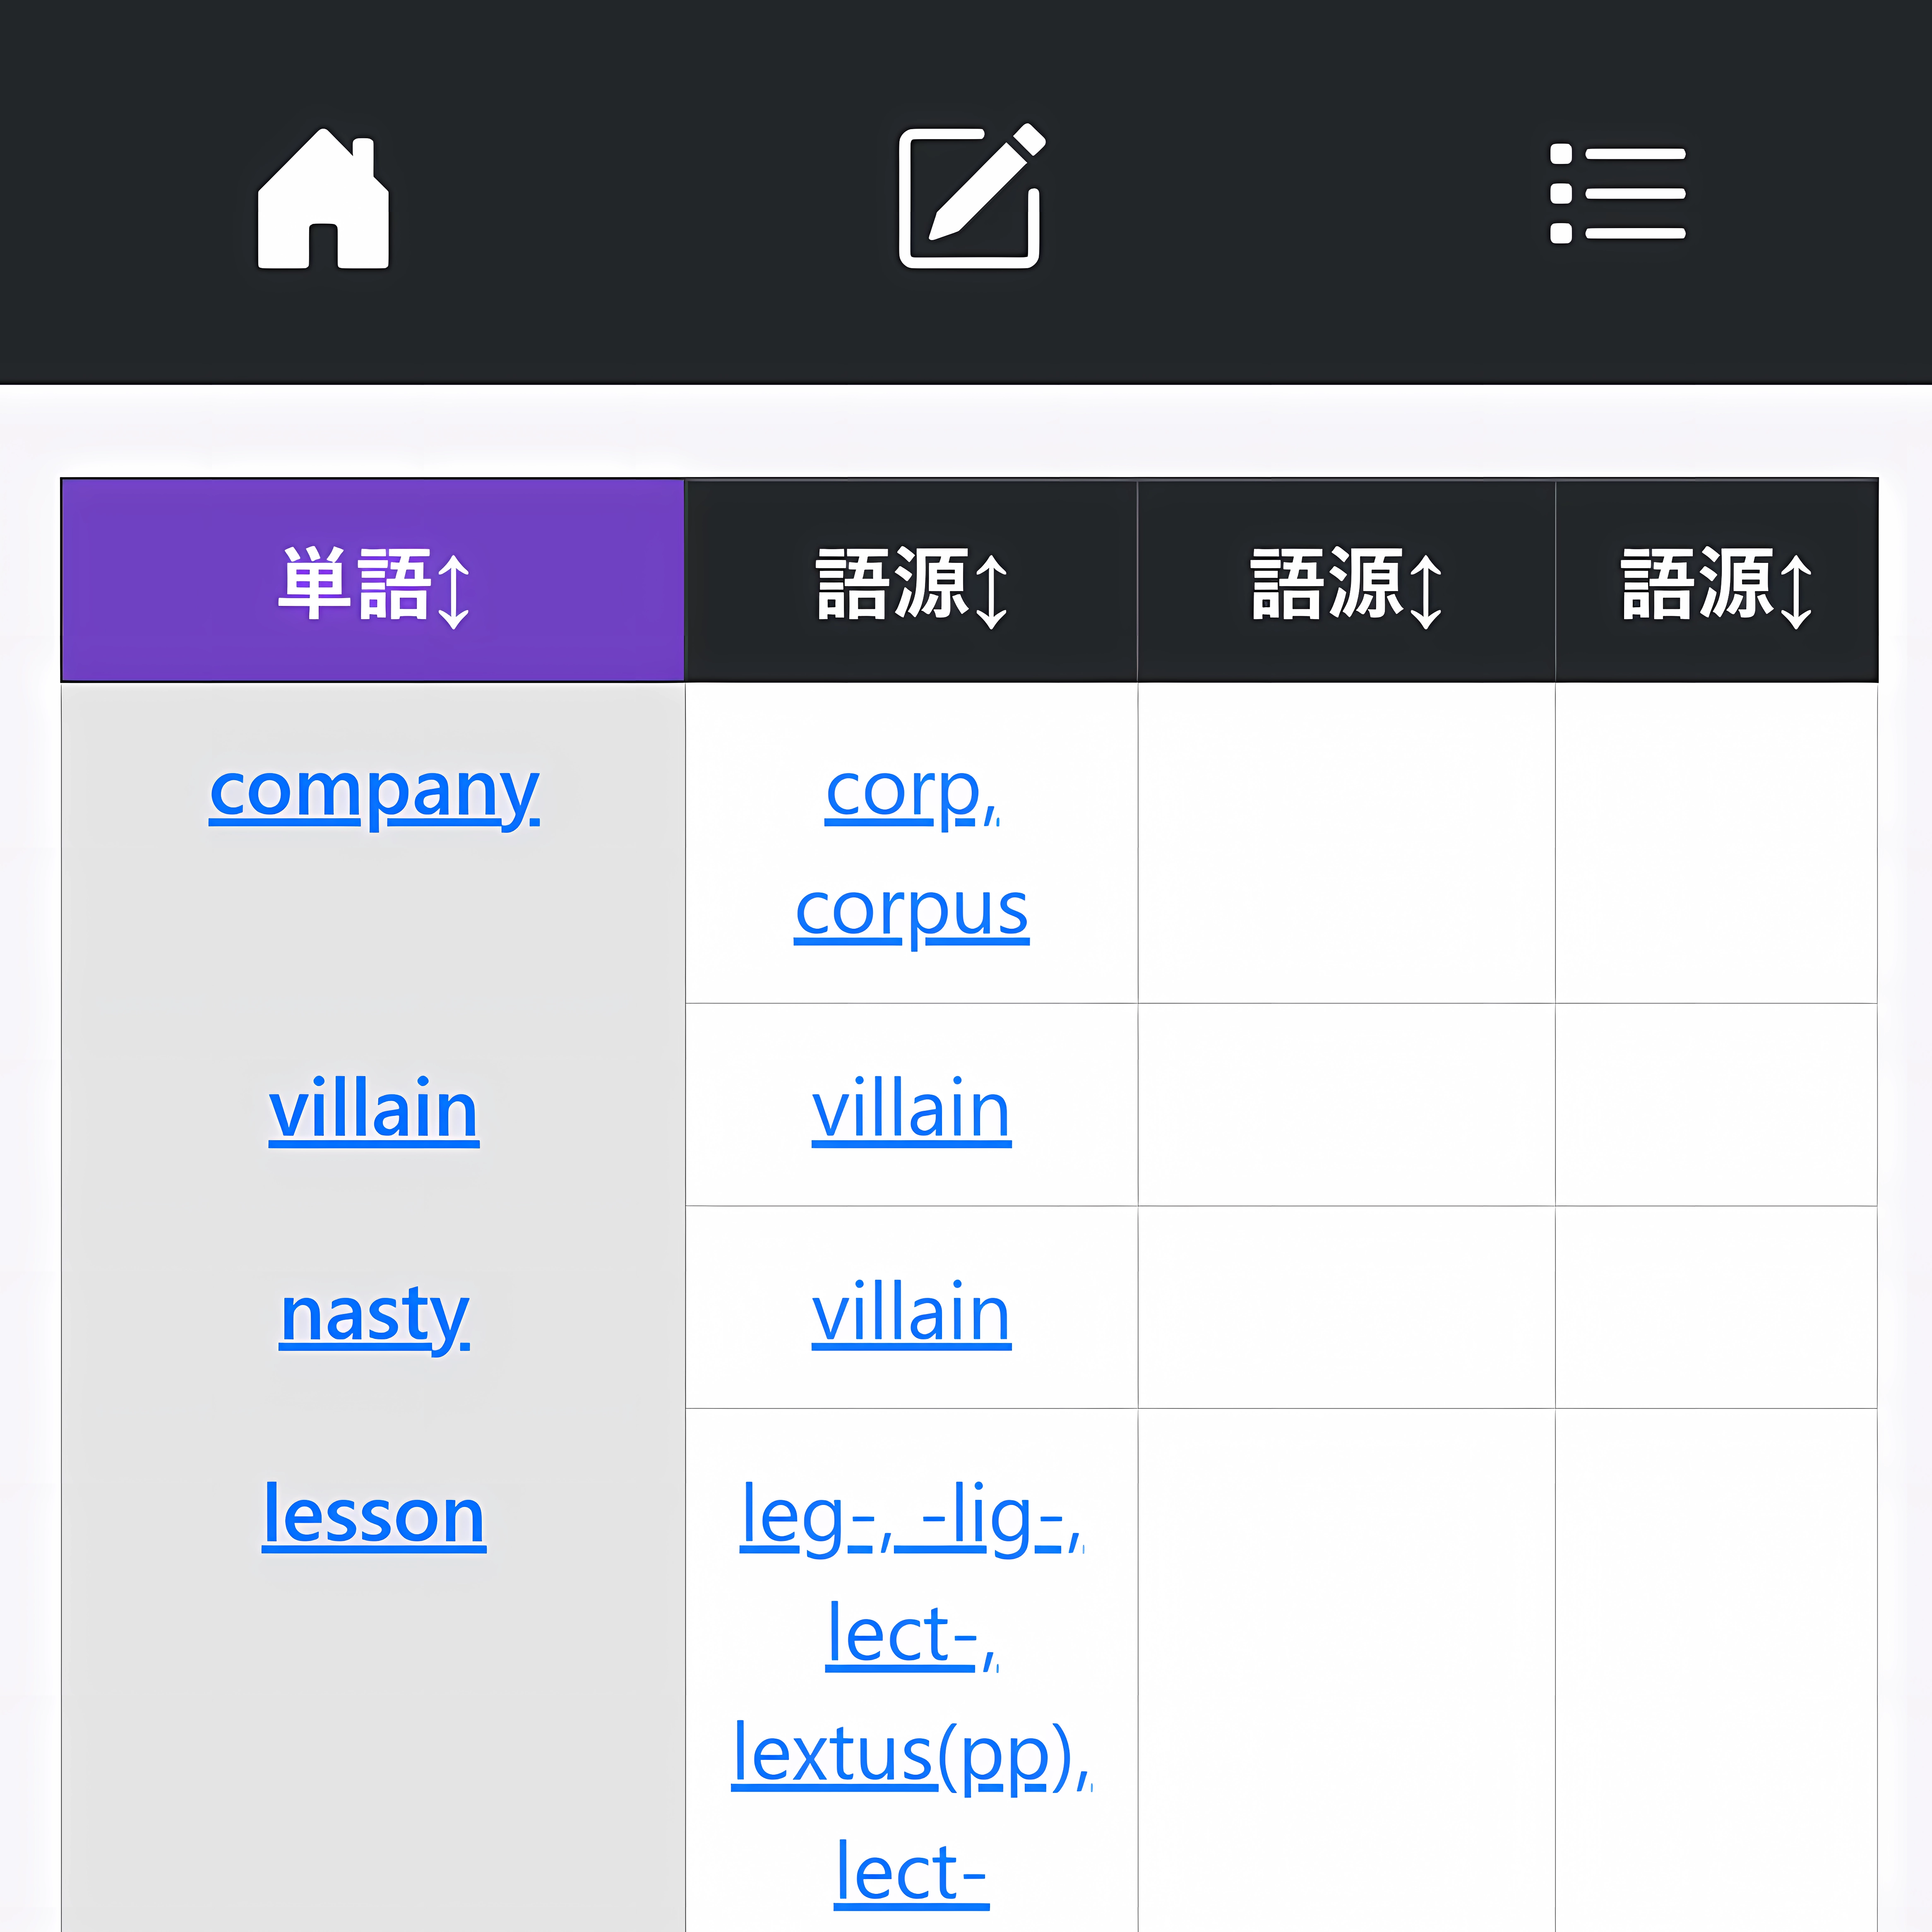 単語↕ 語源↕ 語源↕ 語源↕
company corp,
corpus
villain villain
nasty villain
lesson leg-, -lig-,
lect-,
lextus(pp),
lect-